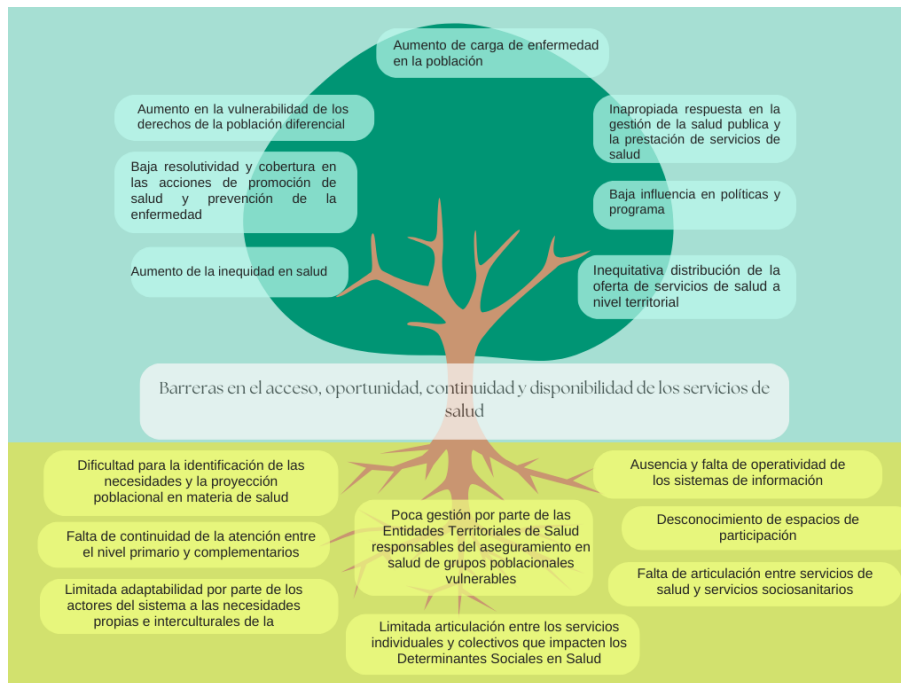 Aumento de carga de enfermedad
en la población
Aumento en la vulnerabilidad de los
derechos de la población diferencial
Inapropiada respuesta en la
gestión de la salud publica y
la prestación de servicios de
salud
Baja resolutividad y cobertura en
las acciones de promoción de
salud y prevención de la
enfermedad
Baja influencia en políticas y
programa
Aumento de la inequidad en salud
Inequitativa distribución de la
oferta de servicios de salud a
nivel territorial
Barreras en el acceso, oportunidad, continuidad y disponibilidad de los servicios de
salud
Dificultad para la identificación de las
necesidades y la proyección
poblacional en materia de salud
Ausencia y falta de operatividad de
los sistemas de información
Poca gestión por parte de las
Entidades Territoriales de Salud
responsables del aseguramiento en
salud de grupos poblacionales
vulnerables
Desconocimiento de espacios de
participación
Falta de continuidad de la atención entre
el nivel primario y complementarios
Falta de articulación entre servicios de
salud y servicios sociosanitarios
Limitada adaptabilidad por parte de los
actores del sistema a las necesidades
propias e interculturales de la
Limitada articulación entre los servicios
individuales y colectivos que impacten los
Determinantes Sociales en Salud